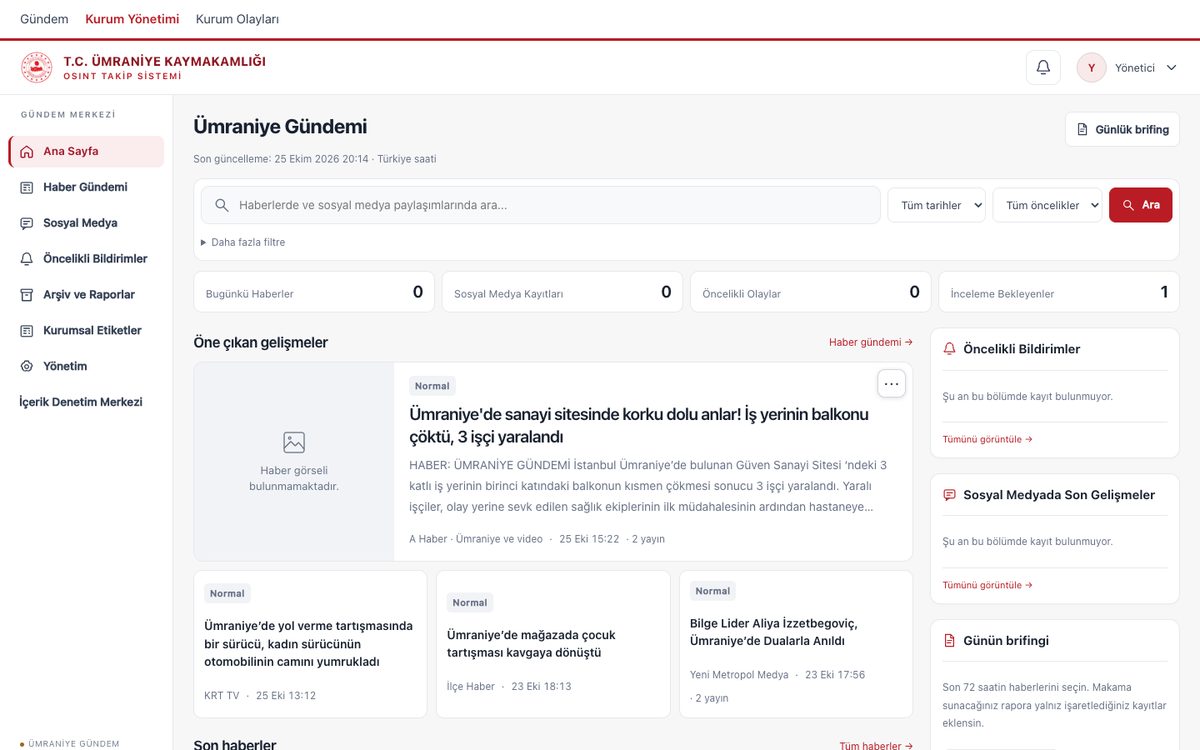 Gündem Kurum Yönetimi Kurum Olayları
T.C. ÜMRANİYE KAYMAKAMLIĞI
OSINT TAKİP SİSTEMİ
Y Yönetici
GÜNDEM MERKEZİ
Ana Sayfa
Haber Gündemi
Sosyal Medya
Öncelikli Bildirimler
Arşiv ve Raporlar
Kurumsal Etiketler
Yönetim
İçerik Denetim Merkezi
ÜMRANİYE GÜNDEM
Ümraniye Gündemi
Günlük brifing
Son güncelleme: 25 Ekim 2026 20:14 · Türkiye saati
Haberlerde ve sosyal medya paylaşımlarında ara...
Tüm tarihler
Tüm öncelikler
Ara
Daha fazla filtre
Bugünkü Haberler 0
Sosyal Medya Kayıtları 0
Öncelikli Olaylar 0
İnceleme Bekleyenler 1
Öne çıkan gelişmeler
Haber gündemi →
Haber görseli
bulunmamaktadır.
Normal
Ümraniye'de sanayi sitesinde korku dolu anlar! İş yerinin balkonu
çöktü, 3 işçi yaralandı
HABER: ÜMRANİYE GÜNDEMİ İstanbul Ümraniye’de bulunan Güven Sanayi Sitesi ‘ndeki 3
katlı iş yerinin birinci katındaki balkonun kısmen çökmesi sonucu 3 işçi yaralandı. Yaralı
işçiler, olay yerine sevk edilen sağlık ekiplerinin ilk müdahalesinin ardından hastaneye...
A Haber · Ümraniye ve video · 25 Eki 15:22 · 2 yayın
Normal
Ümraniye’de yol verme tartışmasında
bir sürücü, kadın sürücünün
otomobilinin camını yumrukladı
KRT TV · 25 Eki 13:12
Normal
Ümraniye’de mağazada çocuk
tartışması kavgaya dönüştü
İlçe Haber · 23 Eki 18:13
Normal
Bilge Lider Aliya İzzetbegoviç,
Ümraniye’de Dualarla Anıldı
Yeni Metropol Medya · 23 Eki 17:56
· 2 yayın
Son haberler
Tüm haberler →
Öncelikli Bildirimler
Şu an bu bölümde kayıt bulunmuyor.
Tümünü görüntüle →
Sosyal Medyada Son Gelişmeler
Şu an bu bölümde kayıt bulunmuyor.
Tümünü görüntüle →
Günün brifingi
Son 72 saatin haberlerini seçin. Makama
sunacağınız rapora yalnız işaretlediğiniz kayıtlar
eklensin.